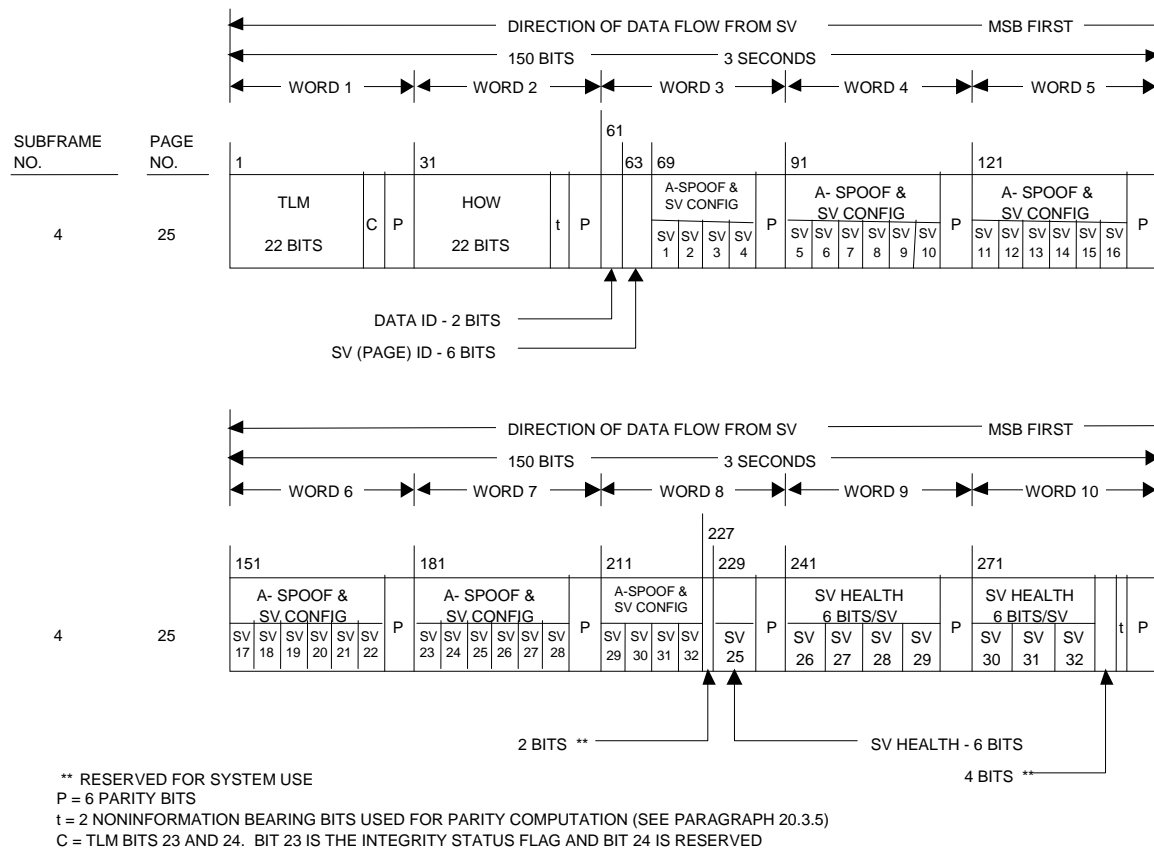 DIRECTION OF DATA FLOW FROM SV MSB FIRST
150 BITS 3 SECONDS
WORD 1 WORD 2 WORD 3 WORD 4 WORD 5
61
SUBFRAME NO. PAGE NO. 1 31 63 69 91 121
4 25
TLM 22 BITS C P
HOW 22 BITS t P
A-SPOOF & SV CONFIG SV 1 SV 2 SV 3 SV 4 P
A- SPOOF & SV CONFIG SV 5 SV 6 SV 7 SV 8 SV 9 SV 10 P
A- SPOOF & SV CONFIG SV 11 SV 12 SV 13 SV 14 SV 15 SV 16 P
DATA ID - 2 BITS
SV (PAGE) ID - 6 BITS
DIRECTION OF DATA FLOW FROM SV MSB FIRST
150 BITS 3 SECONDS
WORD 6 WORD 7 WORD 8 WORD 9 WORD 10
227
151 181 211 229 241 271
4 25
A- SPOOF & SV CONFIG SV 17 SV 18 SV 19 SV 20 SV 21 SV 22 P
A- SPOOF & SV CONFIG SV 23 SV 24 SV 25 SV 26 SV 27 SV 28 P
A-SPOOF & SV CONFIG SV 29 SV 30 SV 31 SV 32 SV 25 P
SV HEALTH 6 BITS/SV SV 26 SV 27 SV 28 SV 29 P
SV HEALTH 6 BITS/SV SV 30 SV 31 SV 32 t P
2 BITS ** SV HEALTH - 6 BITS
4 BITS **
** RESERVED FOR SYSTEM USE
P = 6 PARITY BITS
t = 2 NONINFORMATION BEARING BITS USED FOR PARITY COMPUTATION (SEE PARAGRAPH 20.3.5)
C = TLM BITS 23 AND 24. BIT 23 IS THE INTEGRITY STATUS FLAG AND BIT 24 IS RESERVED